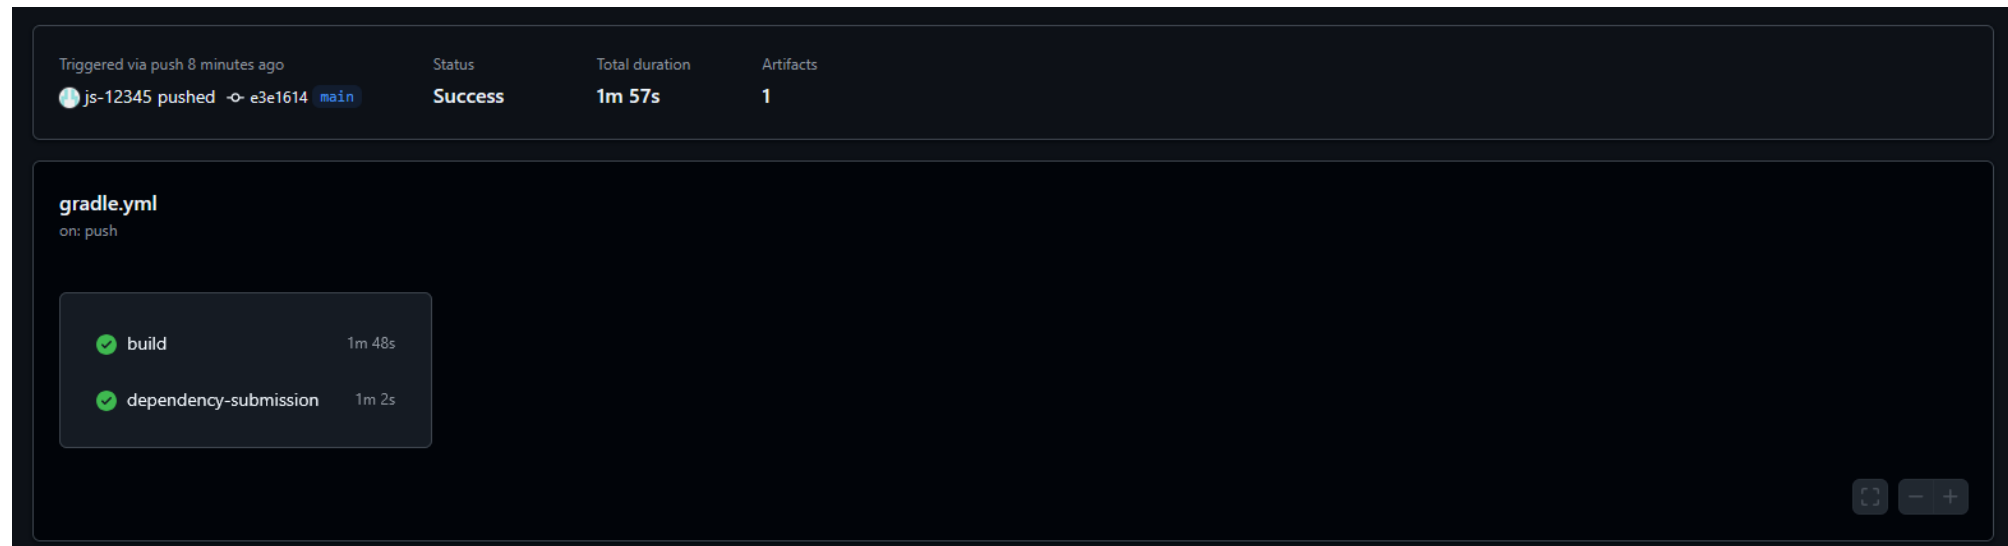 Triggered via push 8 minutes ago
js-12345 pushed e3e1614 main
Status
Success
Total duration
1m 57s
Artifacts
1
gradle.yml
on: push
build 1m 48s
dependency-submission 1m 2s